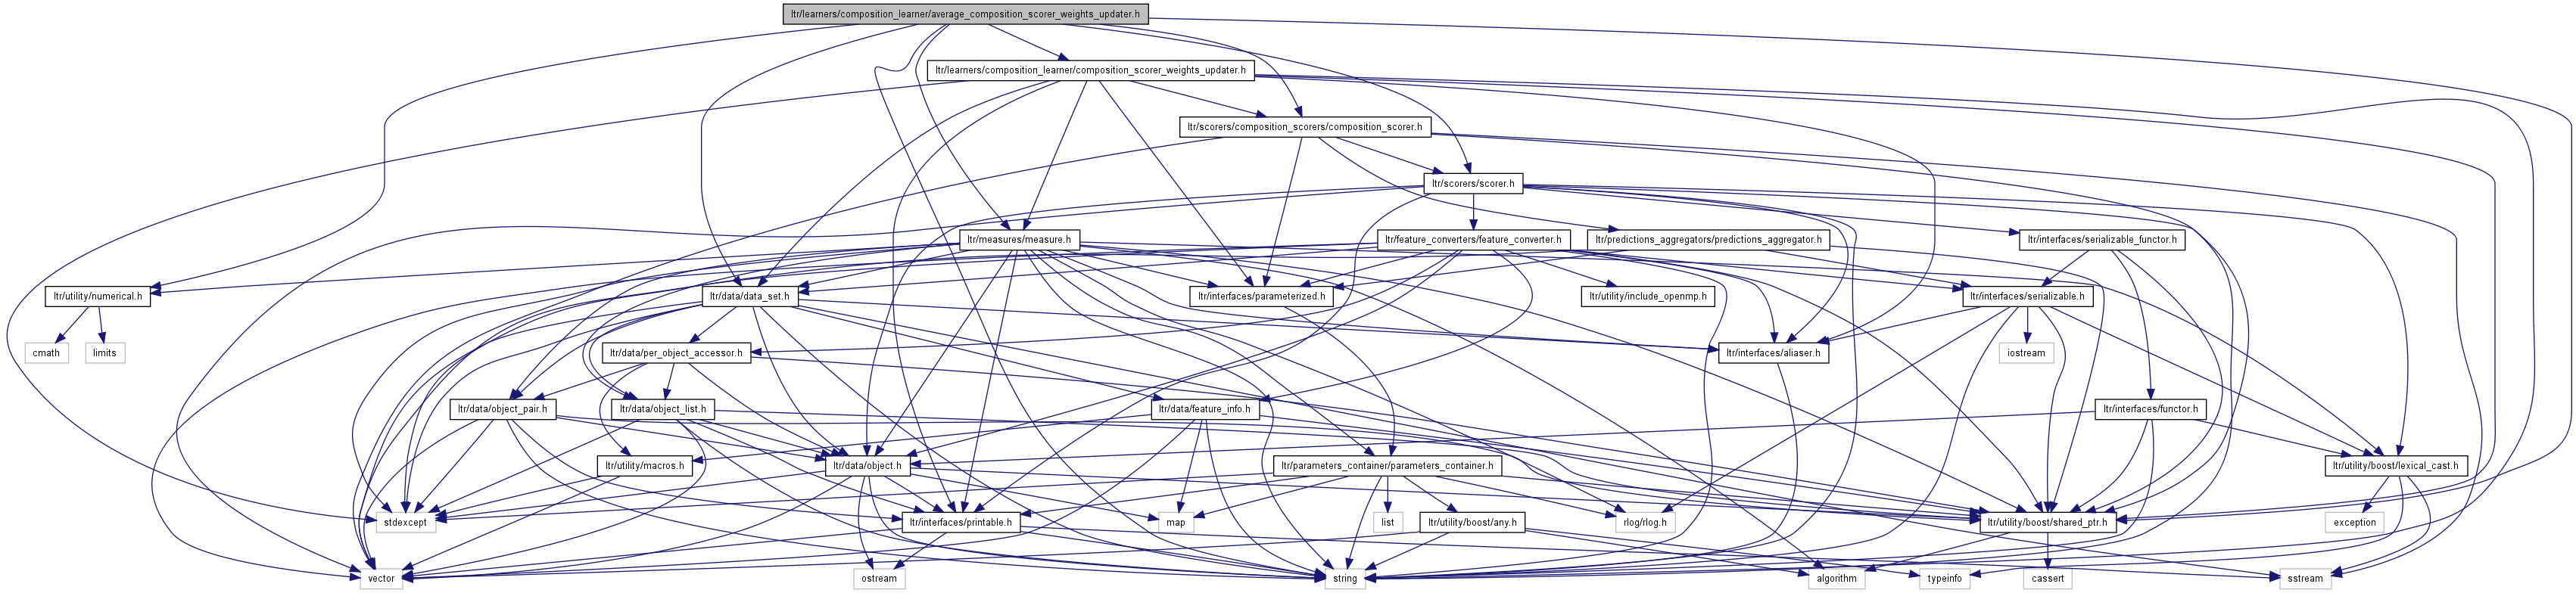 ltr/learners/composition_learner/average_composition_scorer_weights_updater.h
ltr/learners/composition_learner/composition_scorer_weights_updater.h
ltr/scorers/composition_scorers/composition_scorer.h
ltr/scorers/scorer.h
ltr/measures/measure.h
ltr/feature_converters/feature_converter.h
ltr/predictions_aggregators/predictions_aggregator.h
ltr/interfaces/serializable_functor.h
ltr/utility/numerical.h
ltr/data/data_set.h
ltr/interfaces/parameterized.h
ltr/utility/include_openmp.h
ltr/interfaces/serializable.h
cmath
limits
ltr/data/per_object_accessor.h
ltr/interfaces/aliaser.h
iostream
ltr/data/object_pair.h
ltr/data/object_list.h
ltr/data/feature_info.h
ltr/interfaces/functor.h
ltr/utility/macros.h
ltr/data/object.h
ltr/parameters_container/parameters_container.h
ltr/utility/boost/lexical_cast.h
stdexcept
ltr/interfaces/printable.h
map
list
ltr/utility/boost/any.h
rlog/rlog.h
ltr/utility/boost/shared_ptr.h
exception
vector
ostream
string
algorithm
typeinfo
cassert
sstream